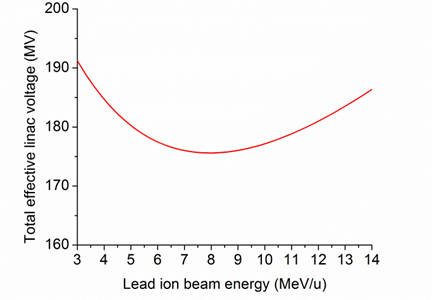 Total effective linac voltage (MV)
200
190
180
170
160
3 4 5 6 7 8 9 10 11 12 13 14
Lead ion beam energy (MeV/u)